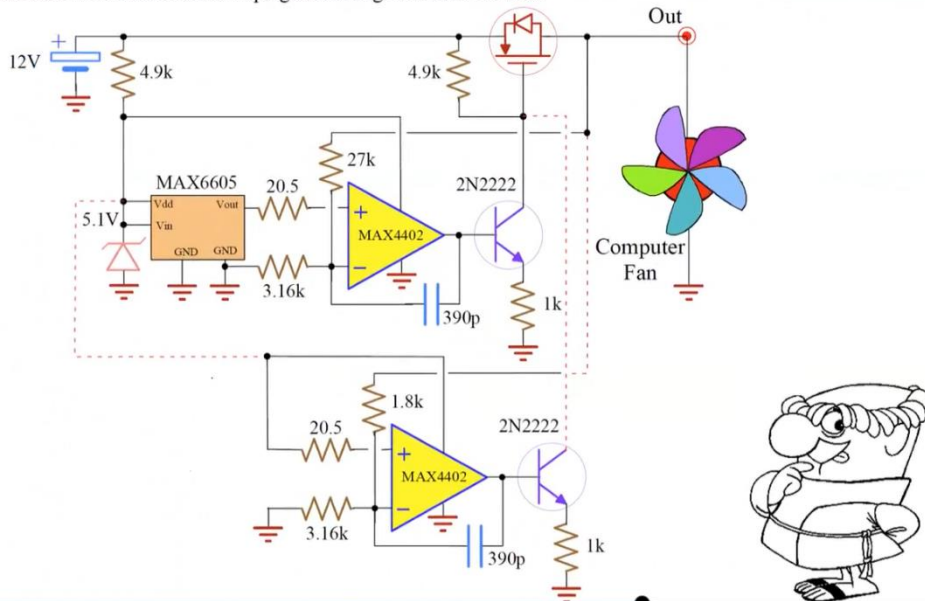 Out
+
12V
4.9k
4.9k
27k
2N2222
MAX6605
20.5
Vdd
Vout
+
5.1V
Vin
MAX4402
GND
GND
−
Computer
Fan
3.16k
1k
390p
1.8k
2N2222
20.5
+
MAX4402
−
3.16k
1k
390p